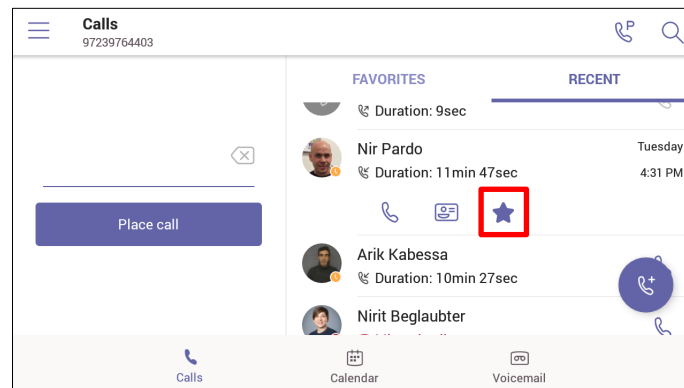 Calls
97239764403
P
FAVORITES
RECENT
Duration: 9sec
Nir Pardo
Tuesday
Duration: 11min 47sec
4:31 PM
Place call
Arik Kabessa
Duration: 10min 27sec
Nirit Beglaubter
Calls
Calendar
Voicemail